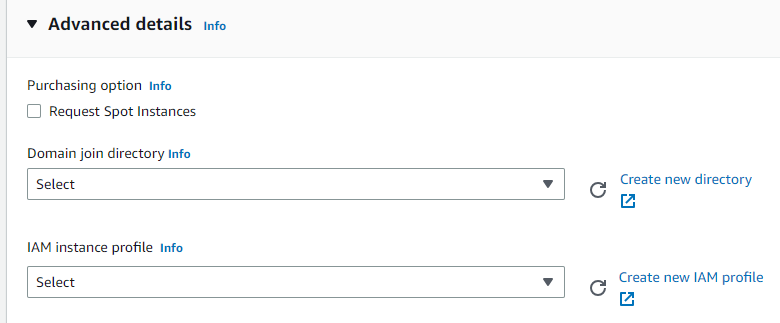 Advanced details Info
Purchasing option Info
Request Spot Instances
Domain join directory Info
Select
Create new directory
IAM instance profile Info
Select
Create new IAM profile